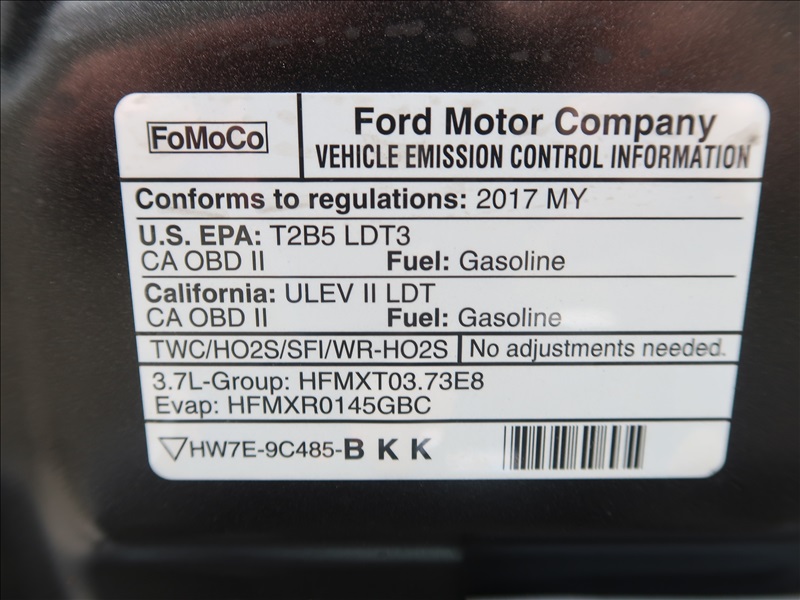 FoMoCo
Ford Motor Company
VEHICLE EMISSION CONTROL INFORMATION
Conforms to regulations: 2017 MY
U.S. EPA: T2B5 LDT3
CA OBD II Fuel: Gasoline
California: ULEV II LDT
CA OBD II Fuel: Gasoline
TWC/HO2S/SFI/WR-HO2S No adjustments needed.
3.7L-Group: HFMXT03.73E8
Evap: HFMXR0145GBC
HW7E-9C485-B K K